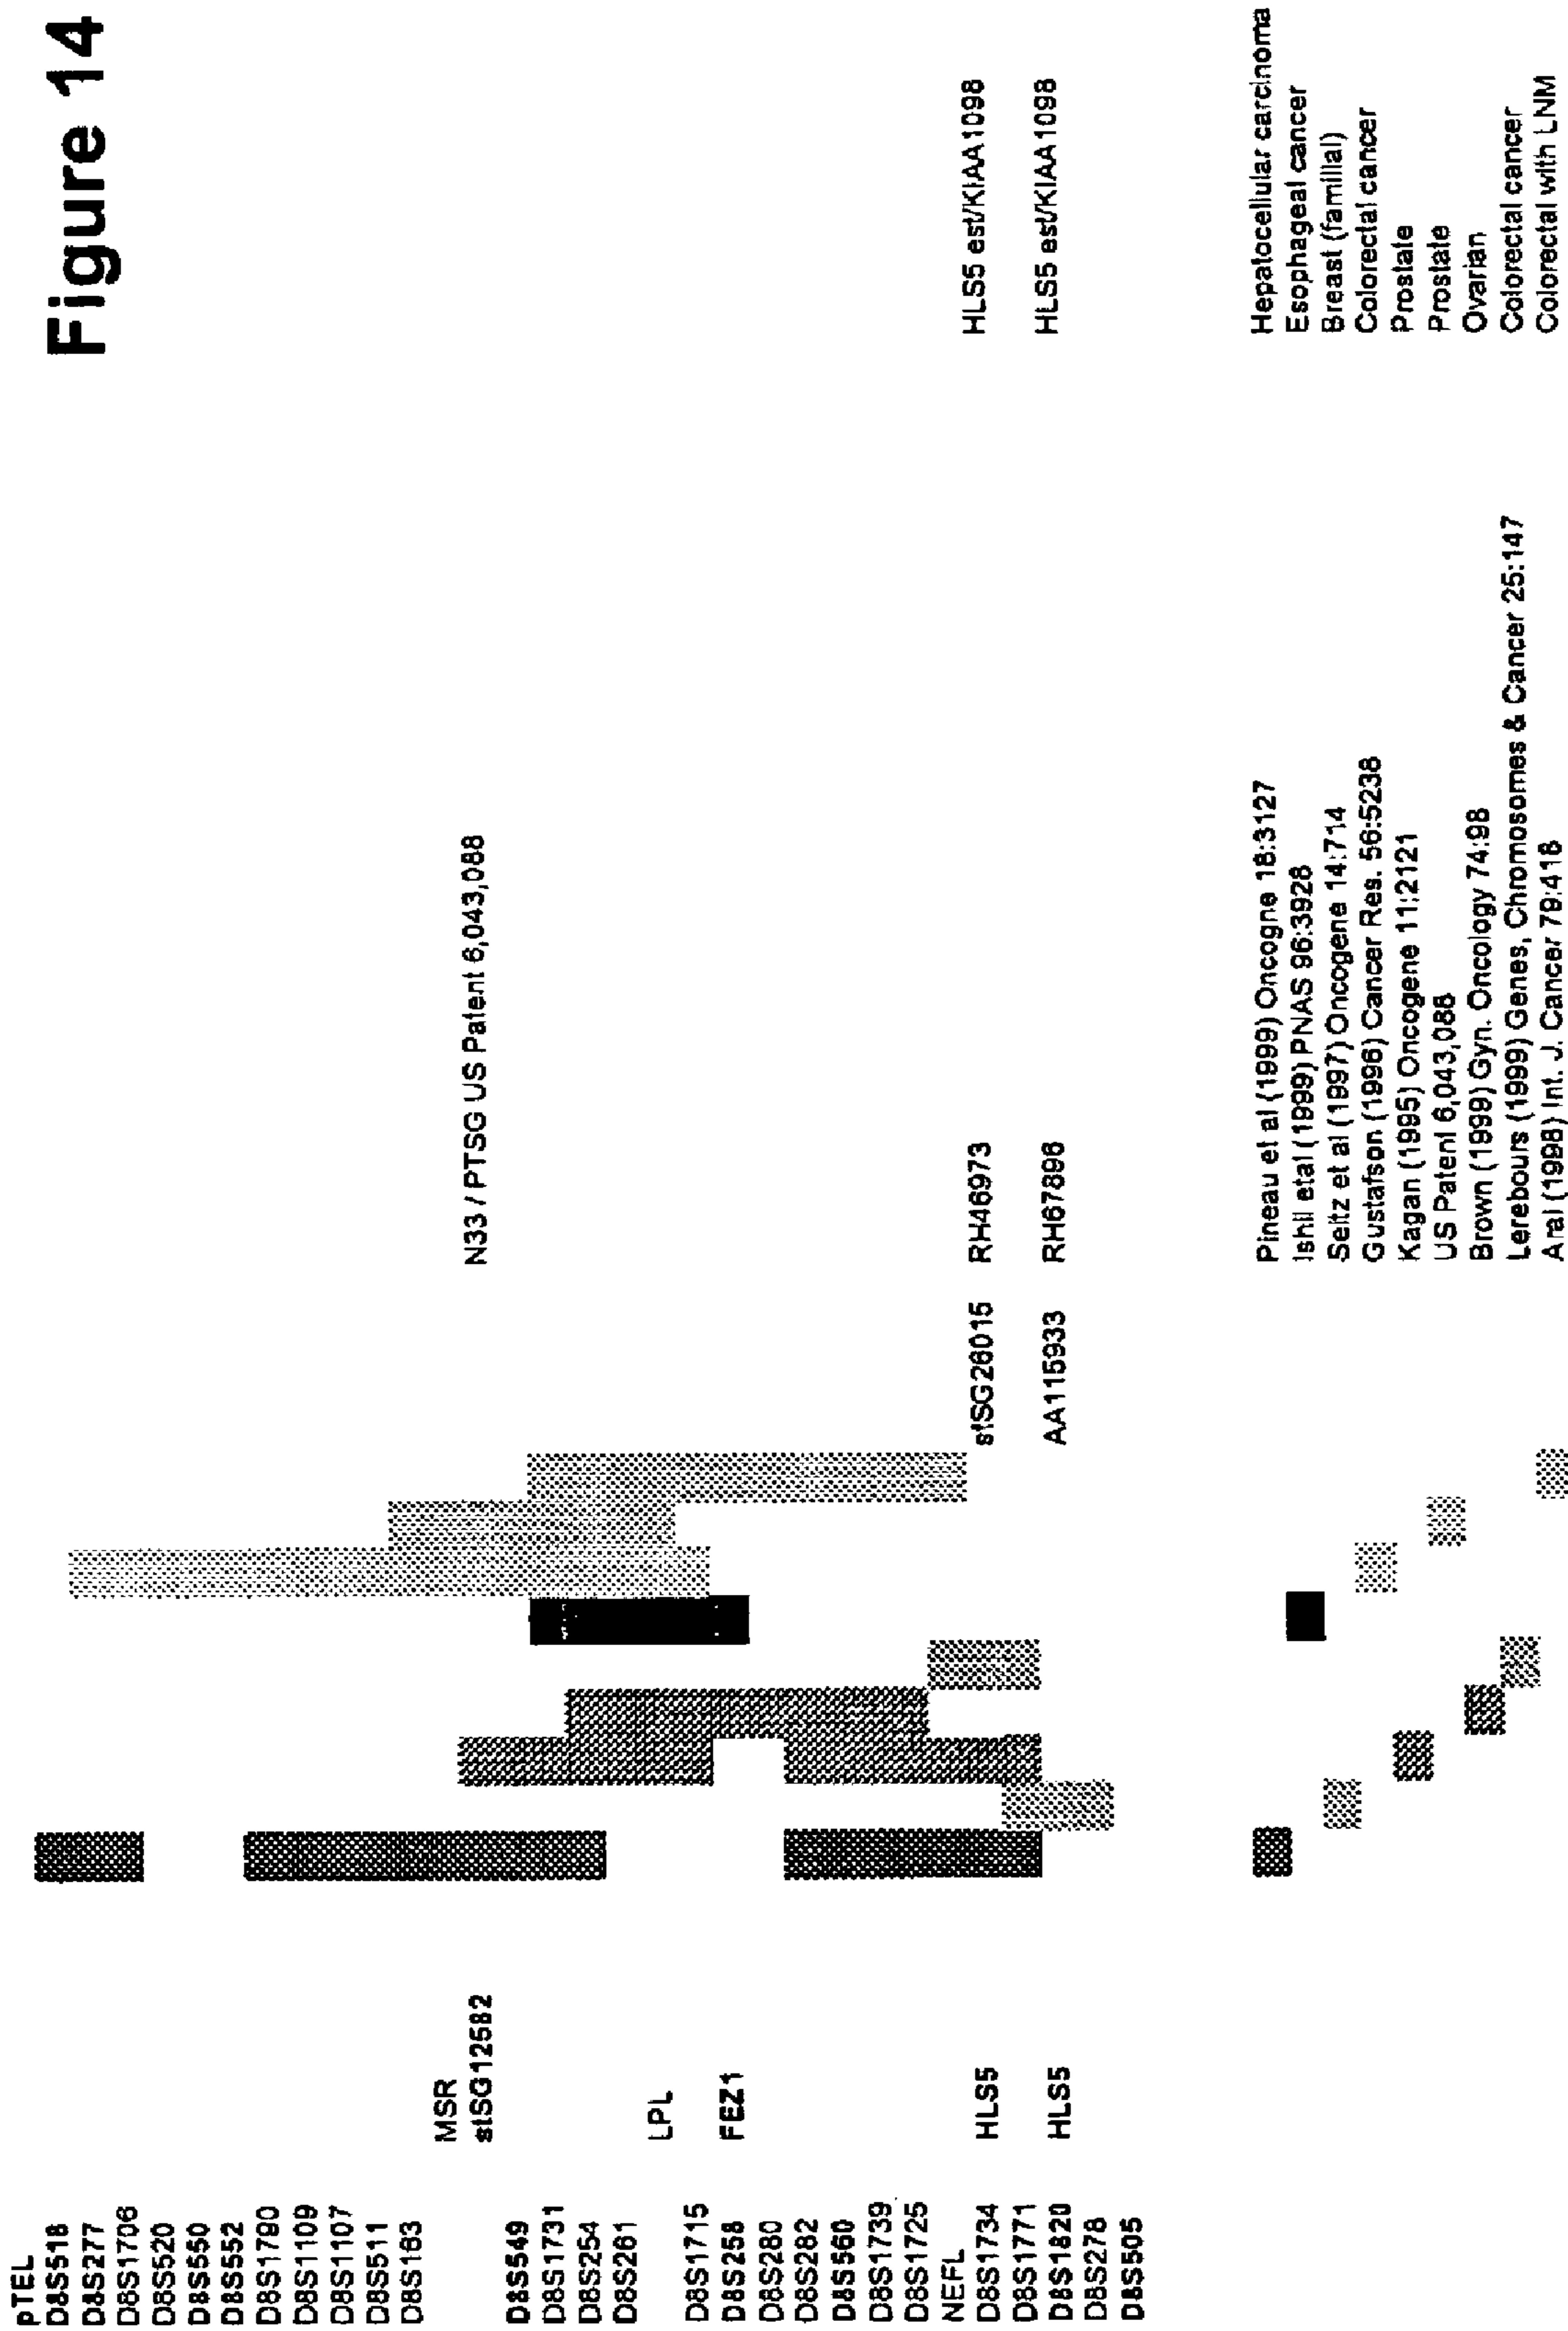 Figure 14
pTEL
D8S518
D8S277
D8S1706
D8S520
D8S550
D8S552
D8S1790
D8S1109
D8S1107
D8S511
D8S163
MSR
stSG12582 N33 / PTSG US Patent 6,043,088
D8S549
D8S1731
D8S254
D8S261
LPL
D8S1715
D8S258 FEZ1
D8S280
D8S282
D8S560
D8S1739
D8S1725
NEFL
D8S1734 HLS5 stSG26015 RH46973 HLS5 est/KIAA1098
D8S1771
D8S1820 HLS5 AA115933 RH67896 HLS5 est/KIAA1098
D8S278
D8S505
Pineau et al (1999) Oncogne 18:3127 Hepatocellular carcinoma
Ishii etal (1999) PNAS 96:3928 Esophageal cancer
Seitz et al (1997) Oncogene 14:714 Breast (familial)
Gustafson (1996) Cancer Res. 56:5238 Colorectal cancer
Kagan (1995) Oncogene 11:2121 Prostate
US Patent 6,043,088 Prostate
Brown (1999) Gyn. Oncology 74:98 Ovarian
Lerebours (1999) Genes, Chromosomes & Cancer 25:147 Colorectal cancer
Arai (1998) Int. J. Cancer 79:418 Colorectal with LNM